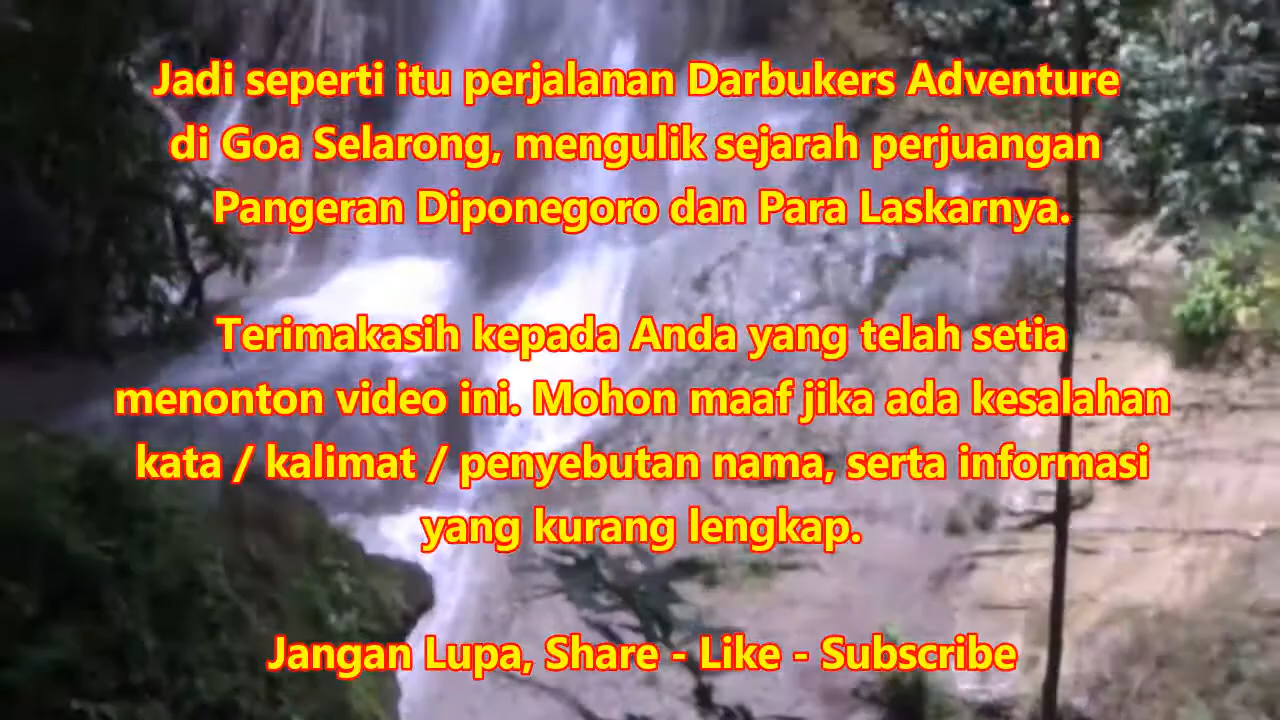 Jadi seperti itu perjalanan Darbukers Adventure
di Goa Selarong, mengulik sejarah perjuangan
Pangeran Diponegoro dan Para Laskarnya.
Terimakasih kepada Anda yang telah setia
menonton video ini. Mohon maaf jika ada kesalahan
kata / kalimat / penyebutan nama, serta informasi
yang kurang lengkap.
Jangan Lupa, Share - Like - Subscribe